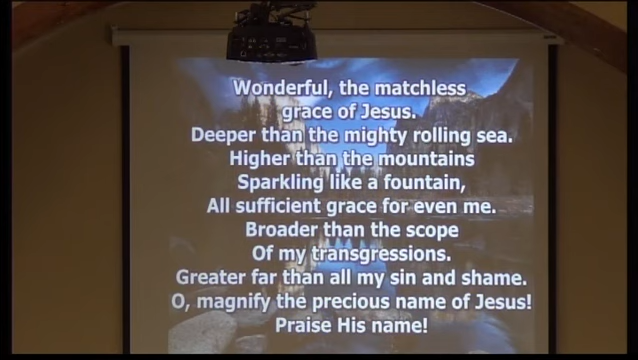 Wonderful, the matchless
grace of Jesus.
Deeper than the mighty rolling sea.
Higher than the mountains
Sparkling like a fountain,
All sufficient grace for even me.
Broader than the scope
Of my transgressions.
Greater far than all my sin and shame.
O, magnify the precious name of Jesus!
Praise His name!